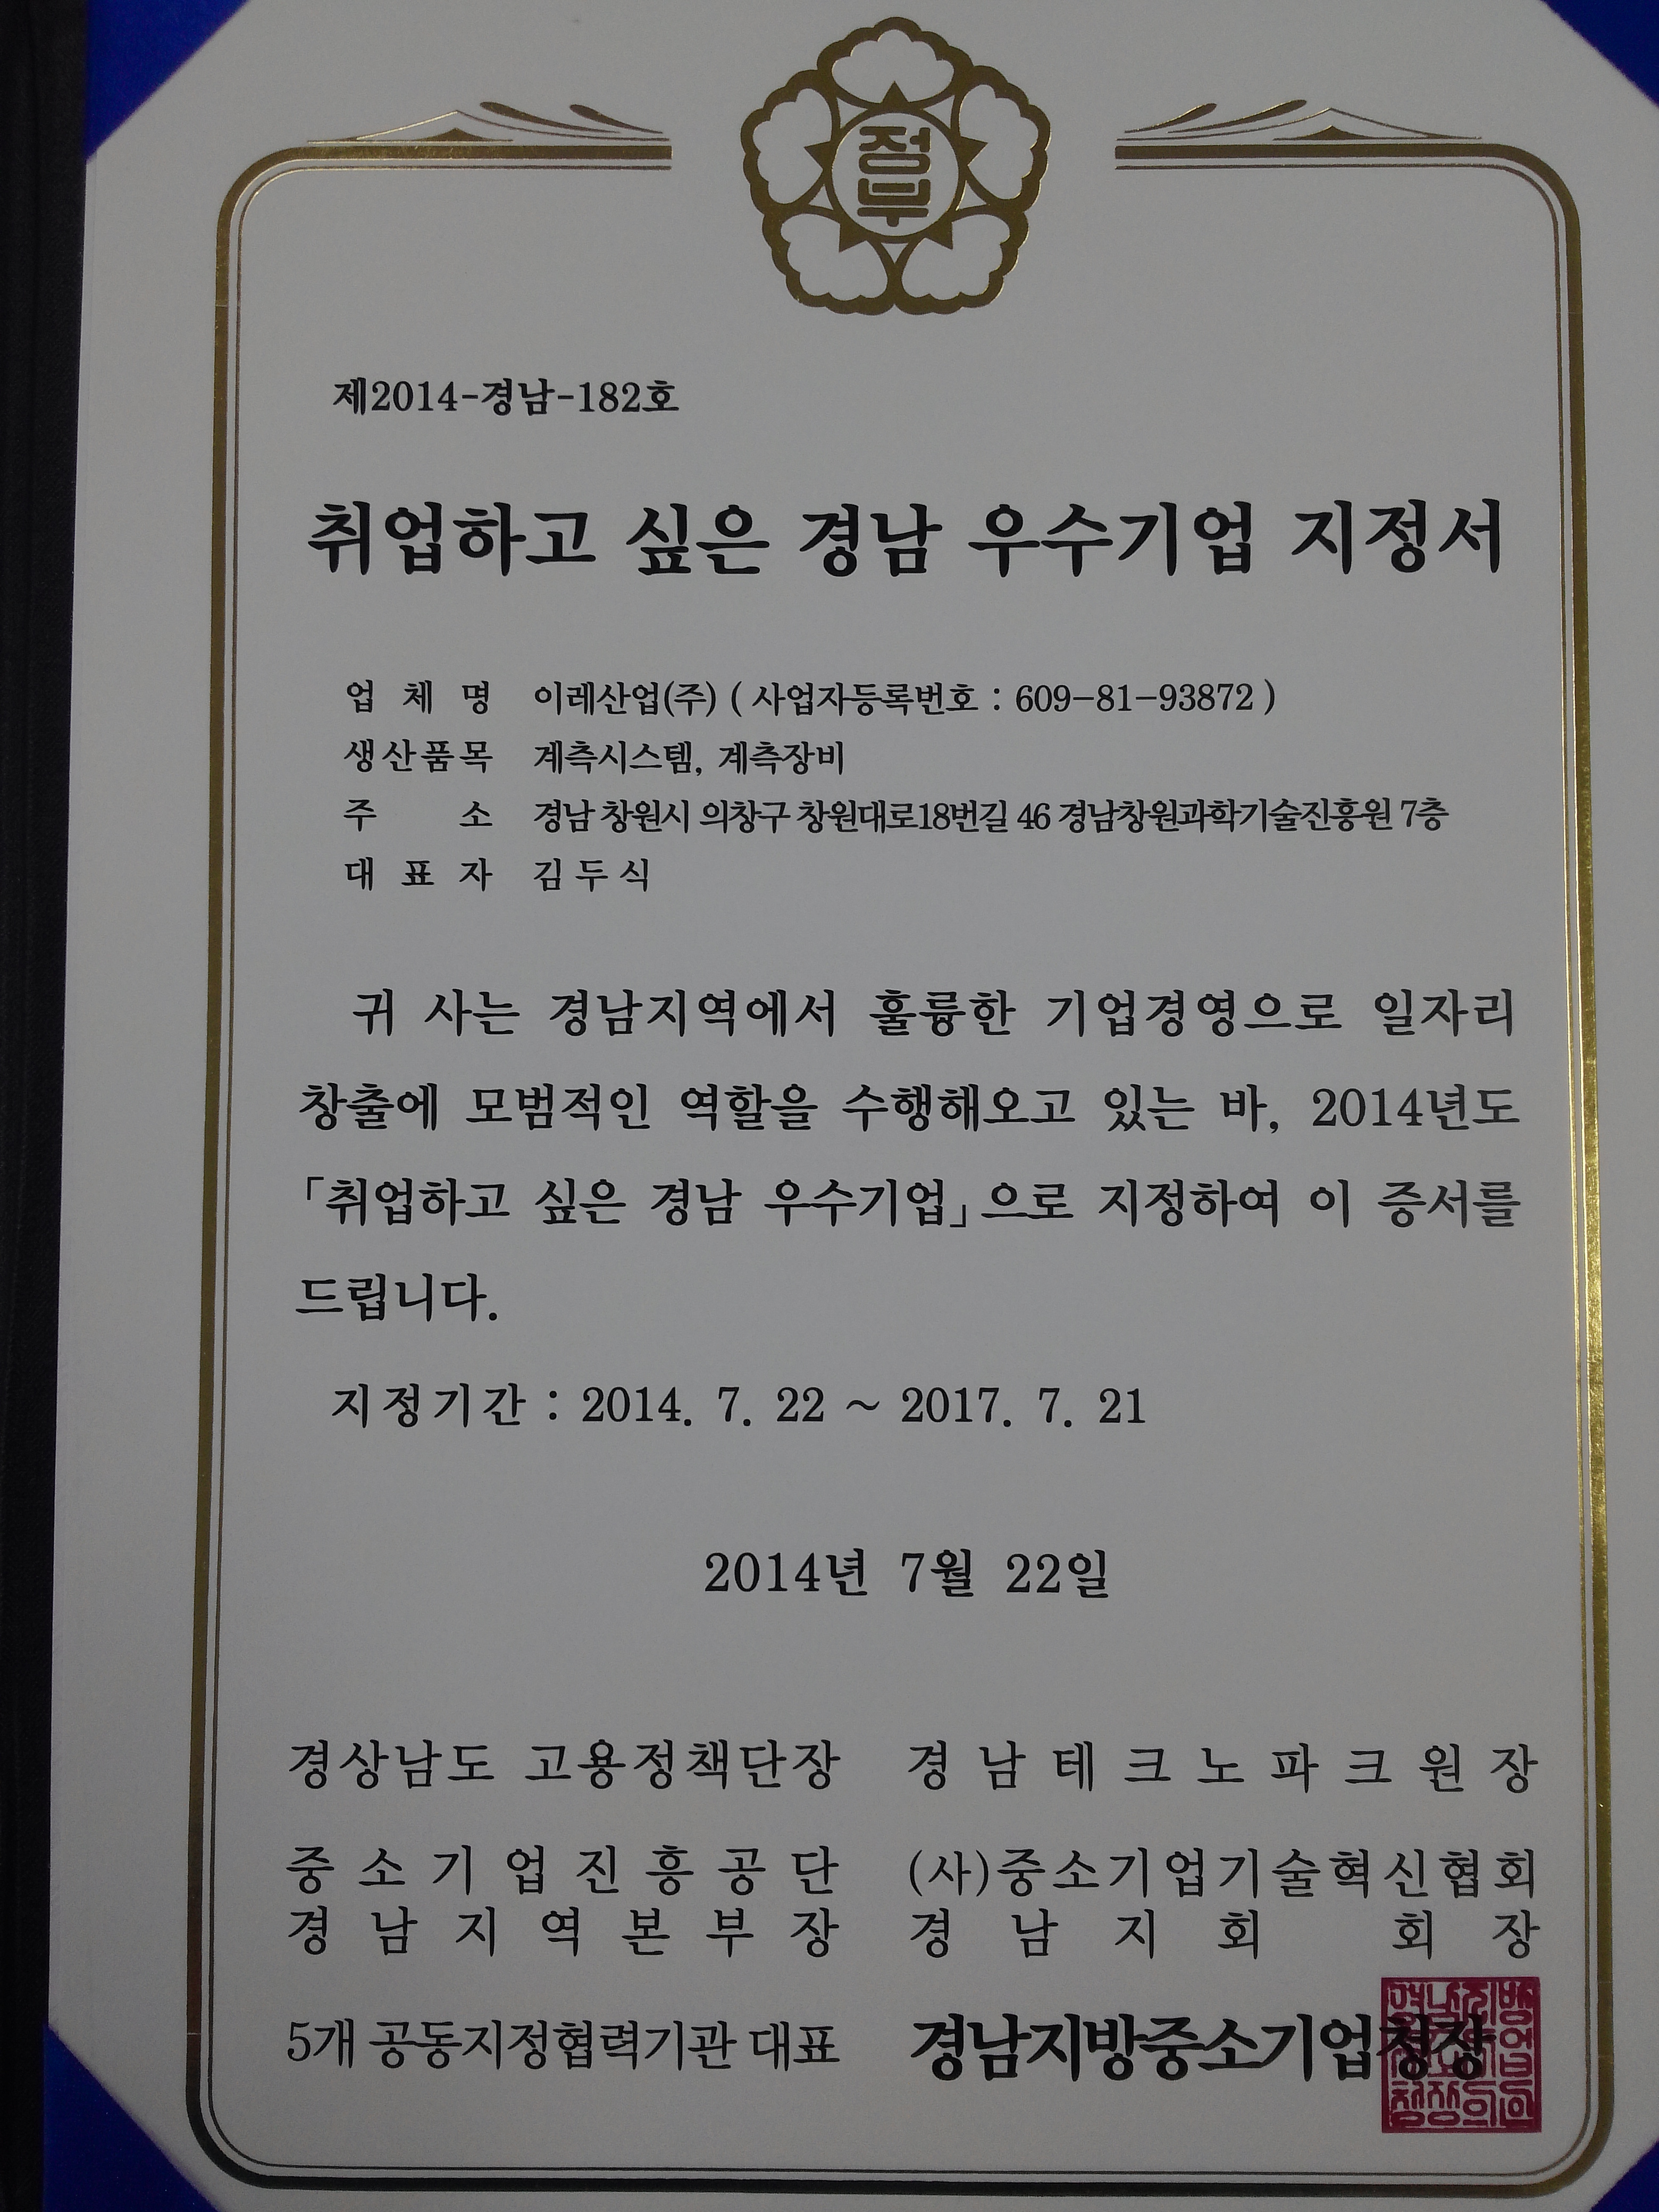 정부
제2014-경남-182호
취업하고 싶은 경남 우수기업 지정서
업 체 명 이레산업(주) ( 사업자등록번호 : 609-81-93872 )
생산품목 계측시스템, 계측장비
주 소 경남 창원시 의창구 창원대로18번길 46 경남창원과학기술진흥원 7층
대 표 자 김 두 식
귀 사는 경남지역에서 훌륭한 기업경영으로 일자리
창출에 모범적인 역할을 수행해오고 있는 바, 2014년도
「취업하고 싶은 경남 우수기업」으로 지정하여 이 증서를
드립니다.
지정기간 : 2014. 7. 22 ~ 2017. 7. 21
2014년 7월 22일
경상남도 고용정책단장 경 남 테 크 노 파 크 원 장
중 소 기 업 진 흥 공 단 (사)중소기업기술혁신협회
경 남 지 역 본 부 장 경 남 지 회 회 장
5개 공동지정협력기관 대표 경남지방중소기업청장